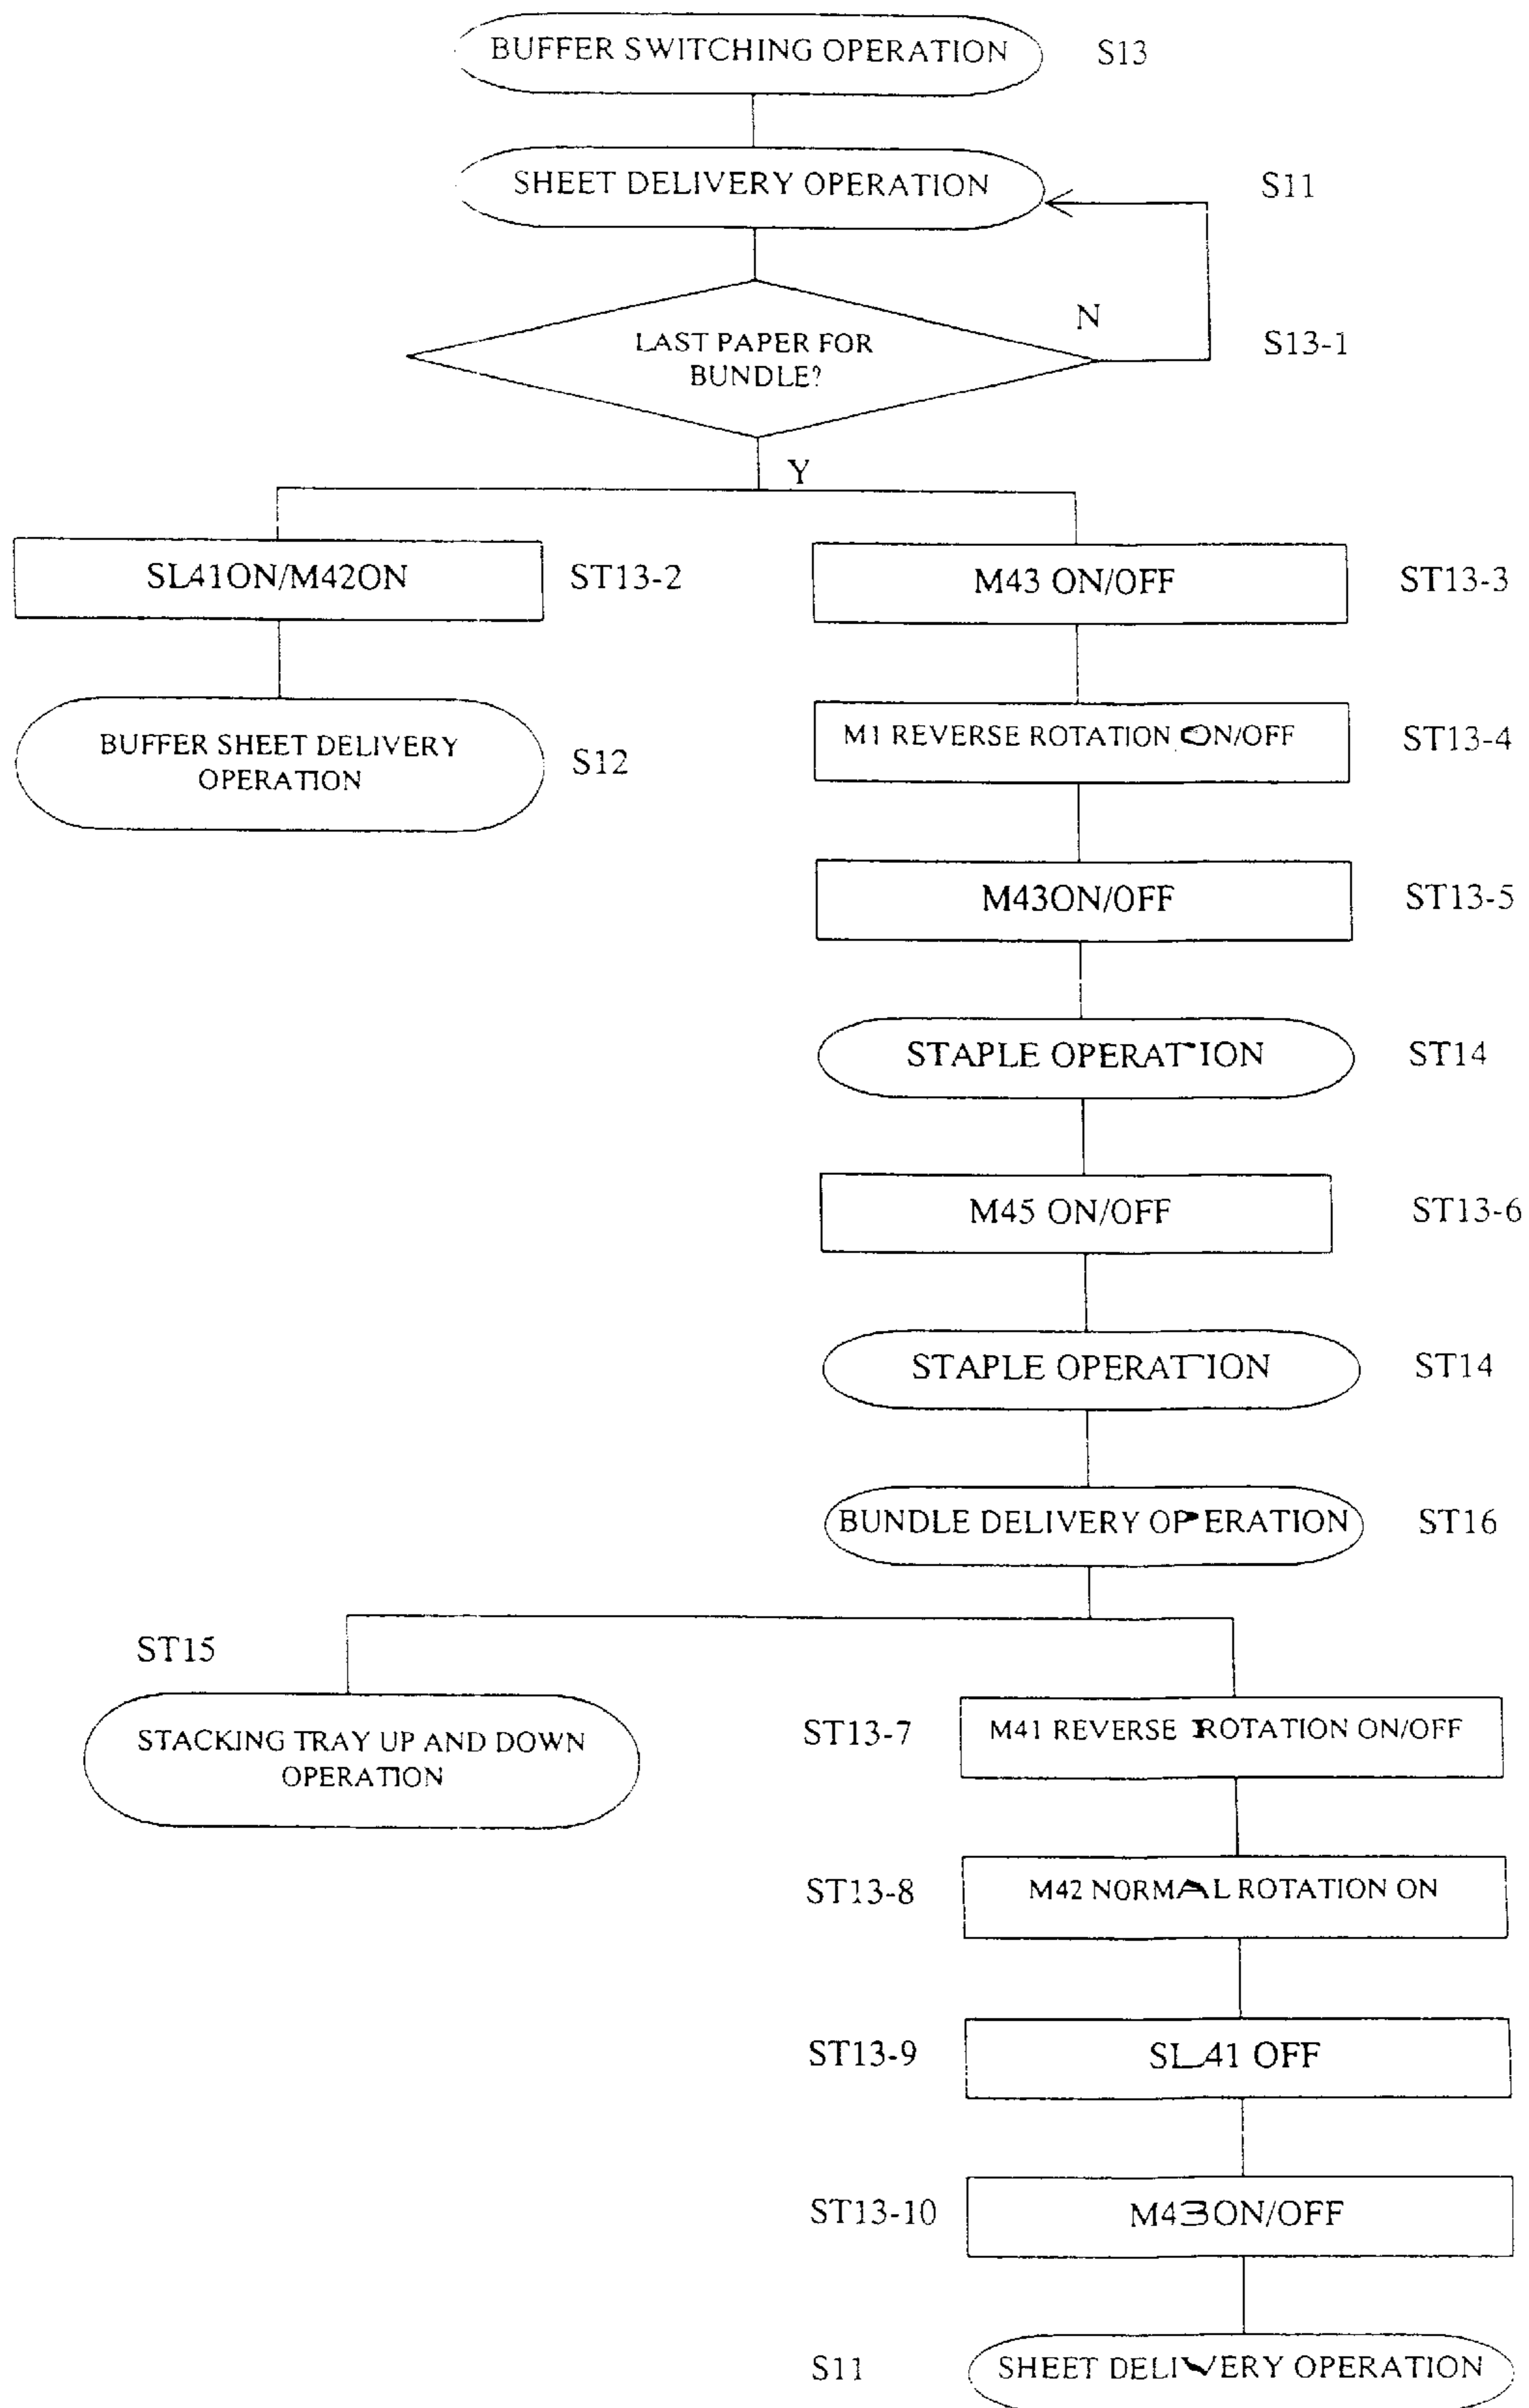 BUFFER SWITCHING OPERATION S13
SHEET DELIVERY OPERATION S11
N
LAST PAPER FOR S13-1
BUNDLE?
Y
SL41ON/M42ON ST13-2 M43 ON/OFF ST13-3
BUFFER SHEET DELIVERY
OPERATION
S12
M1 REVERSE ROTATION ON/OFF ST13-4
M43ON/OFF ST13-5
STAPLE OPERATION ST14
M45 ON/OFF ST13-6
STAPLE OPERATION ST14
BUNDLE DELIVERY OPERATION ST16
ST15
STACKING TRAY UP AND DOWN
OPERATION
ST13-7 M41 REVERSE ROTATION ON/OFF
ST13-8 M42 NORMAL ROTATION ON
ST13-9 SL41 OFF
ST13-10 M43ON/OFF
S11 SHEET DELIVERY OPERATION